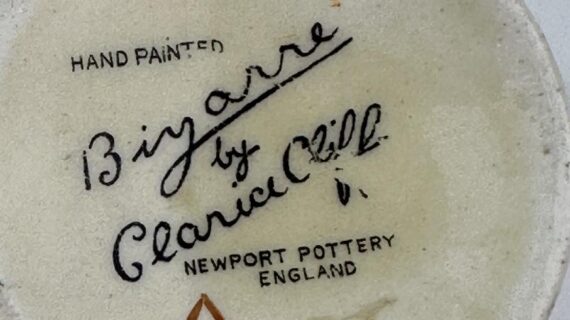 HAND PAINTED
Bizarre
by
Clarice Cliff
NEWPORT POTTERY
ENGLAND